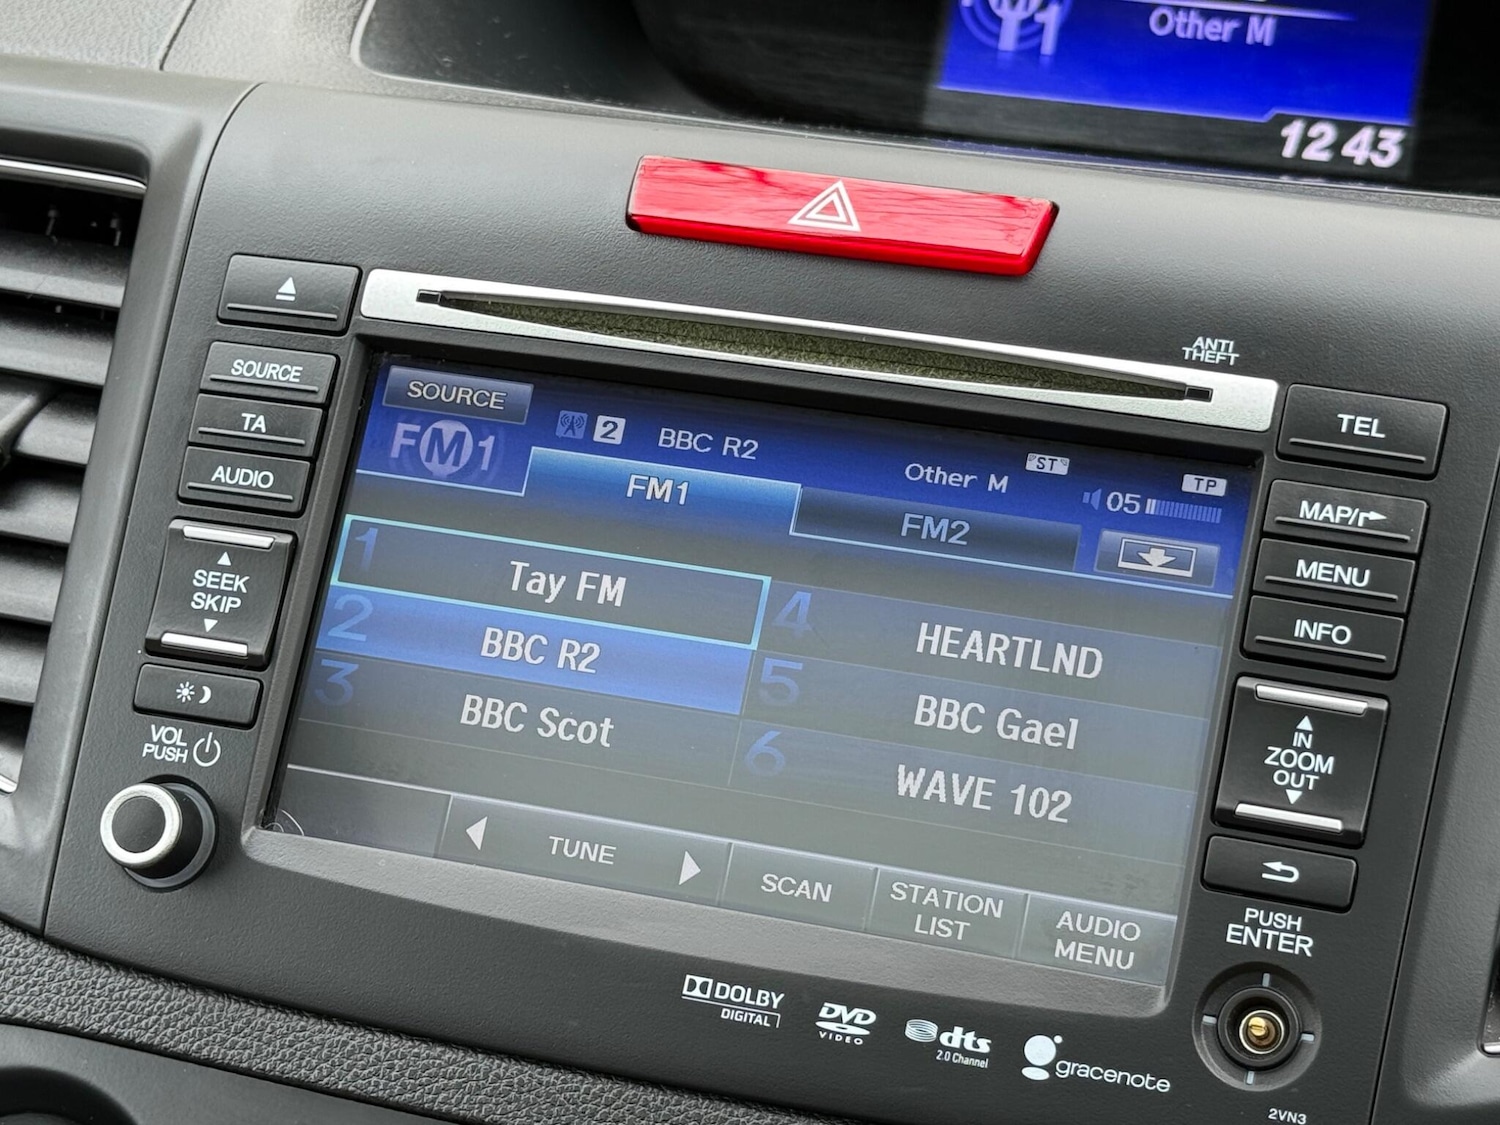 Other M
12 43
ANTI
THEFT
SOURCE
TA
AUDIO
SEEK
SKIP
VOL
PUSH
SOURCE
FM1
2
BBC R2
Other M
ST
TP
05
FM1
FM2
1
Tay FM
2
BBC R2
3
BBC Scot
4
HEARTLND
5
BBC Gael
6
WAVE 102
TUNE
SCAN
STATION
LIST
AUDIO
MENU
TEL
MAP/
MENU
INFO
IN
ZOOM
OUT
PUSH
ENTER
DOLBY
DIGITAL
DVD
VIDEO
dts
2.0 Channel
gracenote
2VN3